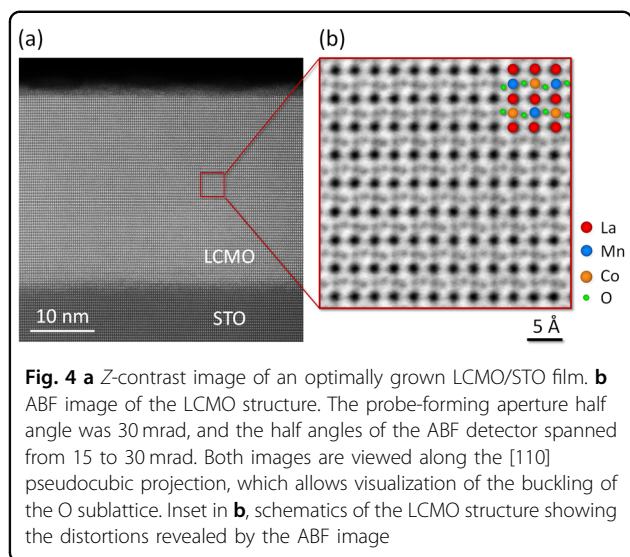 (a)
(b)
LCMO
STO
10 nm
La
Mn
Co
O
5 Å
Fig. 4 a Z-contrast image of an optimally grown LCMO/STO film. b
ABF image of the LCMO structure. The probe-forming aperture half
angle was 30 mrad, and the half angles of the ABF detector spanned
from 15 to 30 mrad. Both images are viewed along the [110]
pseudocubic projection, which allows visualization of the buckling of
the O sublattice. Inset in b, schematics of the LCMO structure showing
the distortions revealed by the ABF image